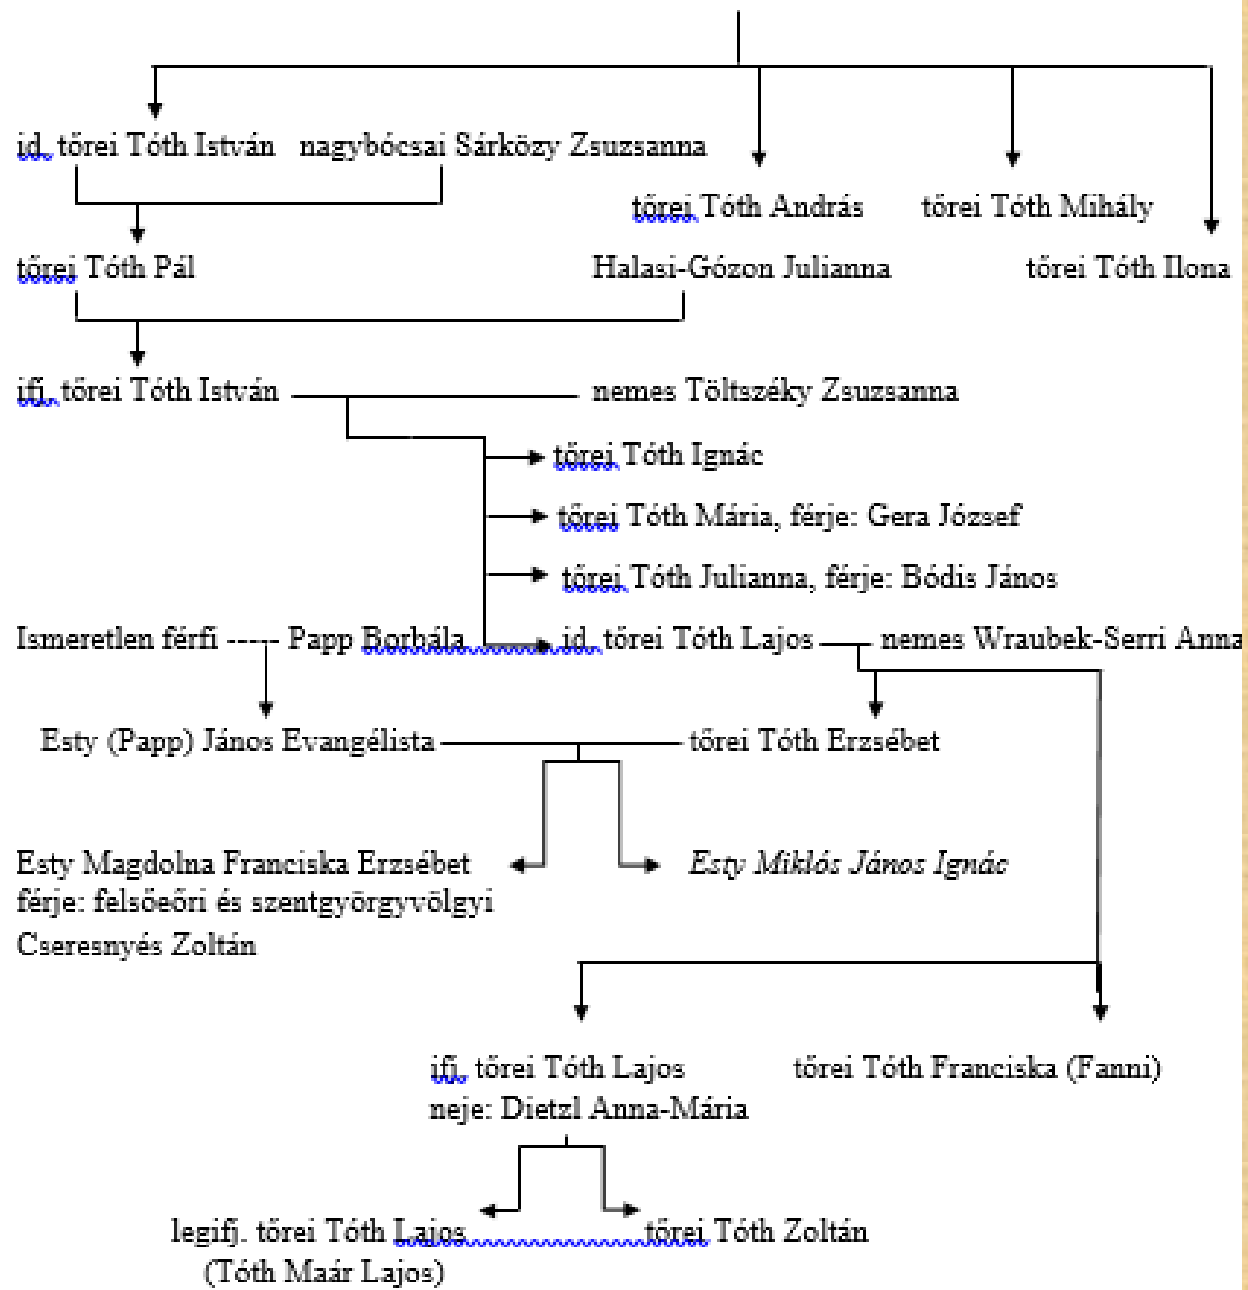 id. tőrei Tóth István nagybócsai Sárközy Zsuzsanna
tőrei Tóth András tőrei Tóth Mihály
tőrei Tóth Pál Halasi-Gózon Julianna tőrei Tóth Ilona
ifj. tőrei Tóth István nemes Töltszéky Zsuzsanna
tőrei Tóth Ignác
tőrei Tóth Mária, férje: Gera József
tőrei Tóth Julianna, férje: Bódis János
Ismeretlen férfi ----- Papp Borbála id. tőrei Tóth Lajos nemes Wraubek-Serri Anna
Esty (Papp) János Evangélista tőrei Tóth Erzsébet
Esty Magdolna Franciska Erzsébet Esty Miklós János Ignác
férje: felsőeőri és szentgyörgyvölgyi
Cseresnyés Zoltán
ifj. tőrei Tóth Lajos tőrei Tóth Franciska (Fanni)
neje: Dietzl Anna-Mária
legifj. tőrei Tóth Lajos tőrei Tóth Zoltán
(Tóth Maár Lajos)